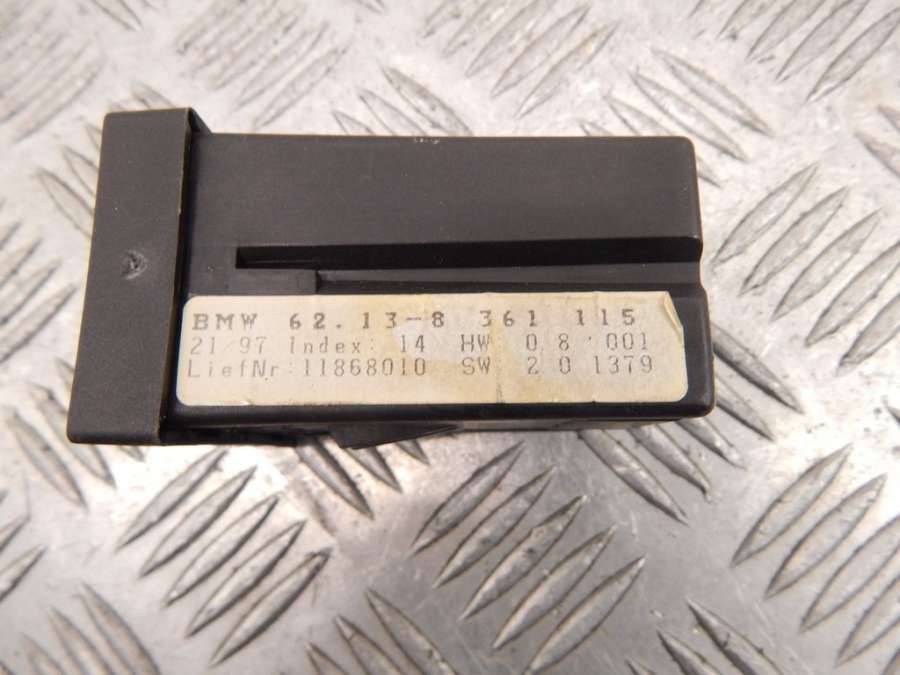 BMW 62.13-8 361 115
21/97 Index: 14 HW 0.8 001
LiefNr:11868010 SW 2.0 1379